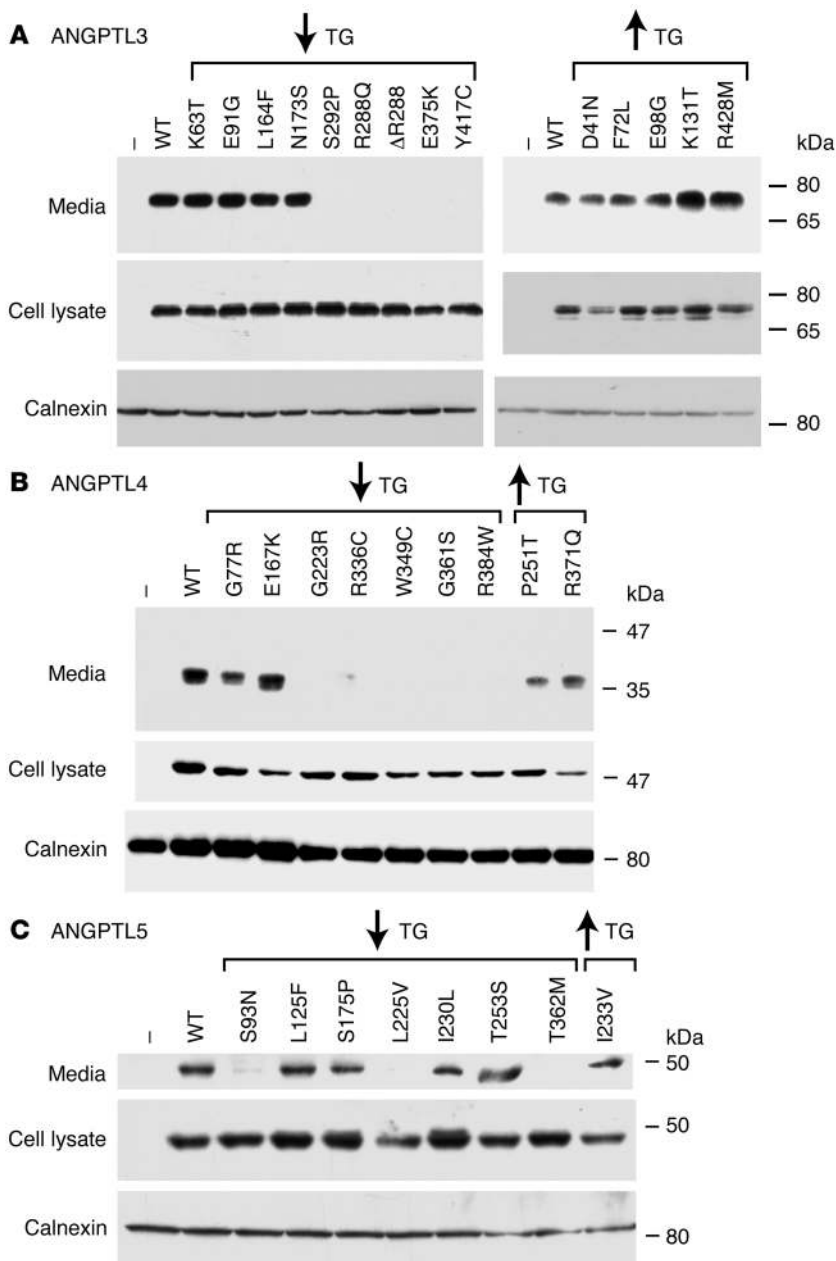 A ANGPTL3 TG TG
– WT K63T E91G L164F N173S S292P R288Q ΔR288 E375K Y417C – WT D41N F72L E98G K131T R428M kDa
Media – 80
– 65
Cell lysate – 80
– 65
Calnexin – 80
B ANGPTL4 TG TG
– WT G77R E167K G223R R336C W349C G361S R384W P251T R371Q kDa
– 47
Media – 35
Cell lysate – 47
Calnexin – 80
C ANGPTL5 TG TG
– WT S93N L125F S175P L225V I230L T253S T362M I233V kDa
Media – 50
Cell lysate – 50
Calnexin – 80